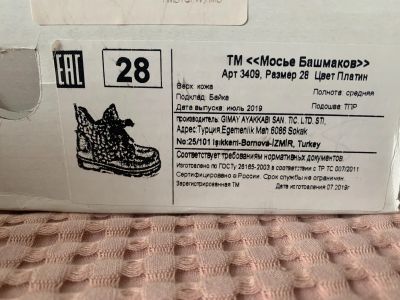 EAC
28
ТМ <<Мосье Башмаков>>
Арт 3409, Размер 28 Цвет Платин
Верх кожа
Полнота средняя
Подклад. Байка
Дата выпуска июль 2019
Подошва ТПР
производитель: GIMAY AYAKKABI SAN. TIC. LTD. STI,
Адрес:Турция.Egemenlik Mah.6086 Sokak
No:25/101 Işıkkent-Bornova-İZMİR, Turkey
Соответствует требованиям нормативных документов
Изготовлено по ГОСТу 26165-2003 в соответствии с ТР ТС 007/2011
Сертифицировано в России. Срок службы не ограничен.
Зарегистрированная ТМ
Дата изготовления 07.2019г